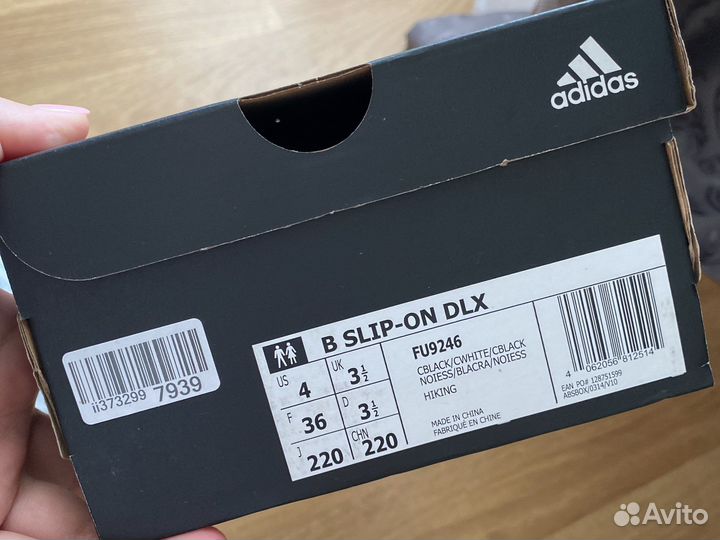 adidas
ii373299 7939
B SLIP-ON DLX
US 4 UK 3½
F 36 D 3½
J 220 CHN 220
FU9246
CBLACK/CWHITE/CBLACK
NOIESS/BLACRA/NOIESS
HIKING
MADE IN CHINA
FABRIQUÉ EN CHINE
4 062056 812514
EAN PO# 128751599
ABSBOX/0314/V10
Avito